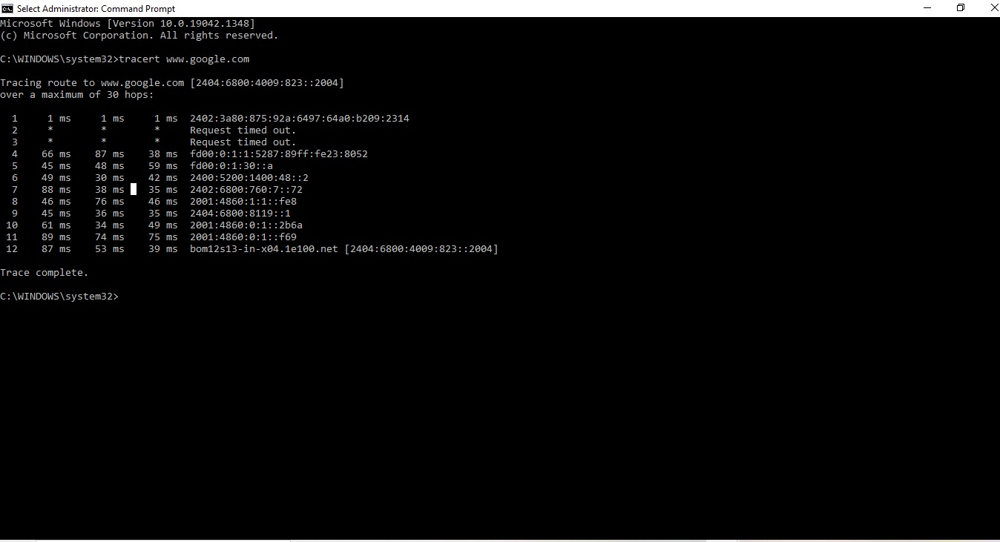 Select Administrator: Command Prompt
Microsoft Windows [Version 10.0.19042.1348]
(c) Microsoft Corporation. All rights reserved.
C:\WINDOWS\system32>tracert www.google.com
Tracing route to www.google.com [2404:6800:4009:823::2004]
over a maximum of 30 hops:
1 1 ms 1 ms 1 ms 2402:3a80:875:92a:6497:64a0:b209:2314
2 * * * Request timed out.
3 * * * Request timed out.
4 66 ms 87 ms 38 ms fd00:0:1:1:5287:89ff:fe23:8052
5 45 ms 48 ms 59 ms fd00:0:1:30::a
6 49 ms 30 ms 42 ms 2400:5200:1400:48::2
7 88 ms 38 ms 35 ms 2402:6800:760:7::72
8 46 ms 76 ms 46 ms 2001:4860:1:1::fe8
9 45 ms 36 ms 35 ms 2404:6800:8119::1
10 61 ms 34 ms 49 ms 2001:4860:0:1::2b6a
11 89 ms 74 ms 75 ms 2001:4860:0:1::f69
12 87 ms 53 ms 39 ms bom12s13-in-x04.1e100.net [2404:6800:4009:823::2004]
Trace complete.
C:\WINDOWS\system32>